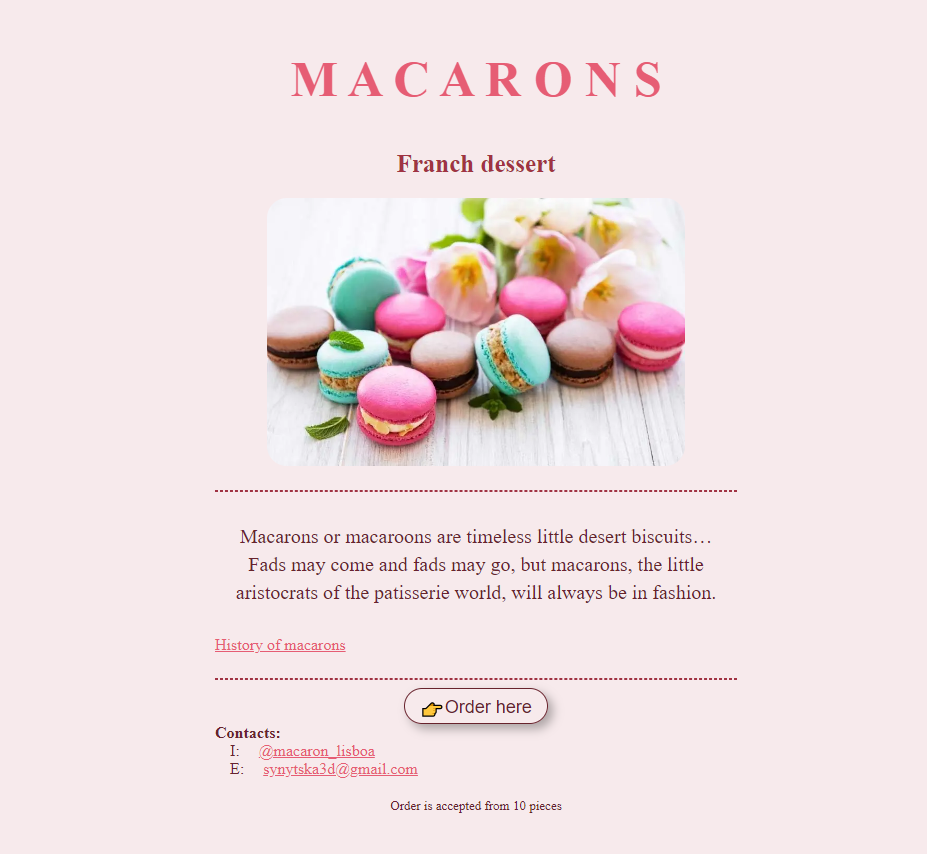 MACARONS
Franch dessert
Macarons or macaroons are timeless little desert biscuits…
Fads may come and fads may go, but macarons, the little
aristocrats of the patisserie world, will always be in fashion.
History of macarons
👉Order here
Contacts:
I: @macaron_lisboa
E: synytska3d@gmail.com
Order is accepted from 10 pieces